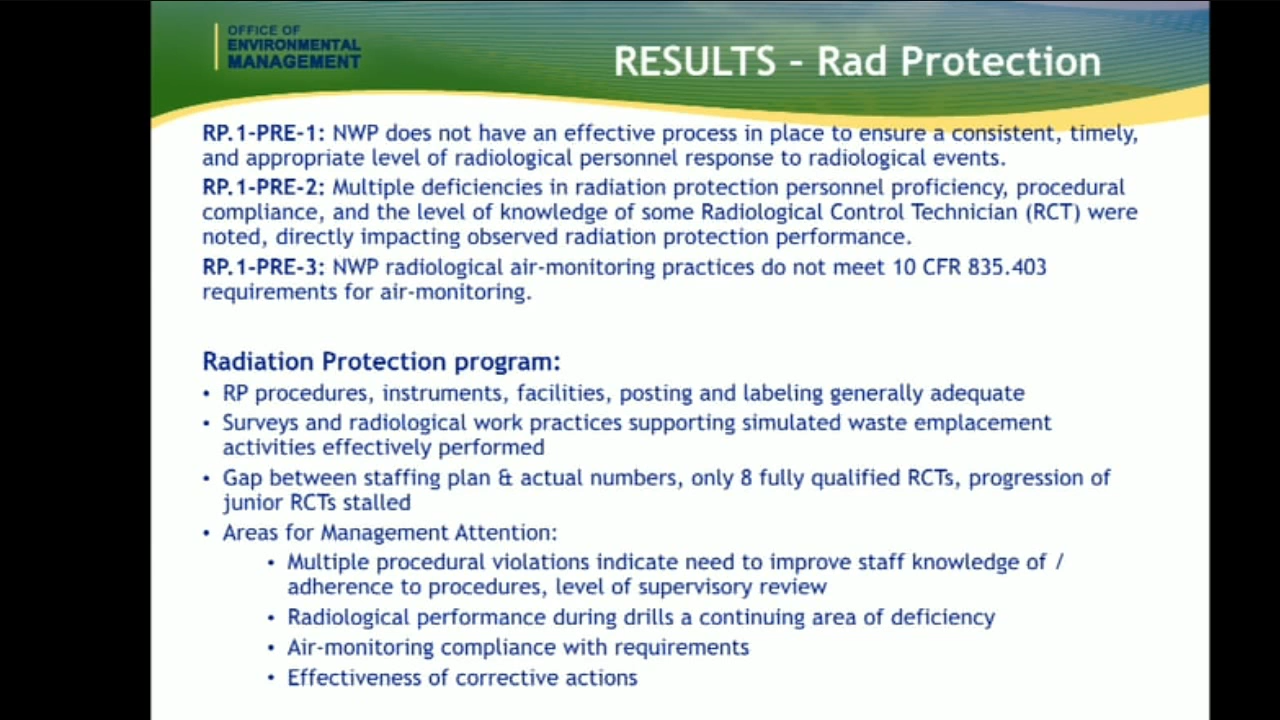 OFFICE OF
ENVIRONMENTAL
MANAGEMENT
RESULTS - Rad Protection
RP.1-PRE-1: NWP does not have an effective process in place to ensure a consistent, timely,
and appropriate level of radiological personnel response to radiological events.
RP.1-PRE-2: Multiple deficiencies in radiation protection personnel proficiency, procedural
compliance, and the level of knowledge of some Radiological Control Technician (RCT) were
noted, directly impacting observed radiation protection performance.
RP.1-PRE-3: NWP radiological air-monitoring practices do not meet 10 CFR 835.403
requirements for air-monitoring.
Radiation Protection program:
• RP procedures, instruments, facilities, posting and labeling generally adequate
• Surveys and radiological work practices supporting simulated waste emplacement
activities effectively performed
• Gap between staffing plan & actual numbers, only 8 fully qualified RCTs, progression of
junior RCTs stalled
• Areas for Management Attention:
• Multiple procedural violations indicate need to improve staff knowledge of /
adherence to procedures, level of supervisory review
• Radiological performance during drills a continuing area of deficiency
• Air-monitoring compliance with requirements
• Effectiveness of corrective actions